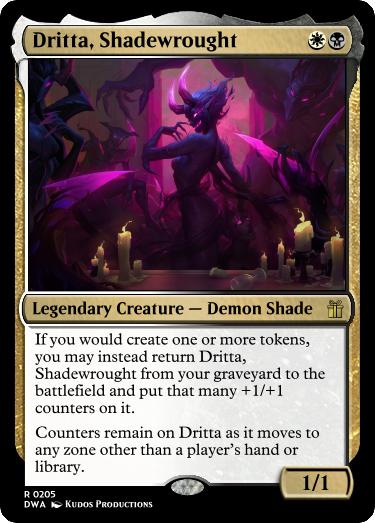 Dritta, Shadewrought
Legendary Creature — Demon Shade
If you would create one or more tokens,
you may instead return Dritta,
Shadewrought from your graveyard to the
battlefield and put that many +1/+1
counters on it.
Counters remain on Dritta as it moves to
any zone other than a player's hand or
library.
1/1
R 0205
DWA Kudos Productions